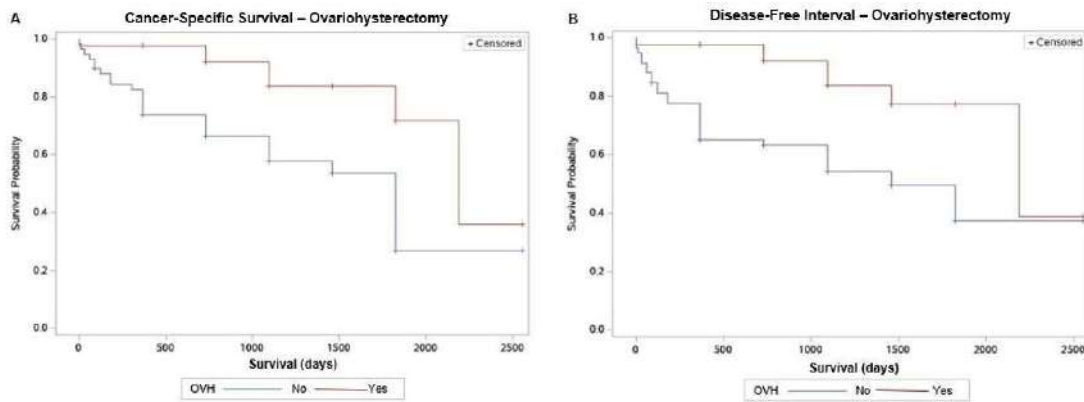 A
Cancer-Specific Survival – Ovariohysterectomy
+ Censored
1.0
0.8
0.6
0.4
0.2
0.0
Survival Probability
0
500
1000
1500
2000
2500
Survival (days)
OVH No Yes
B
Disease-Free Interval – Ovariohysterectomy
+ Censored
1.0
0.8
0.6
0.4
0.2
0.0
Survival Probability
0
500
1000
1500
2000
2500
Survival (days)
OVH No Yes